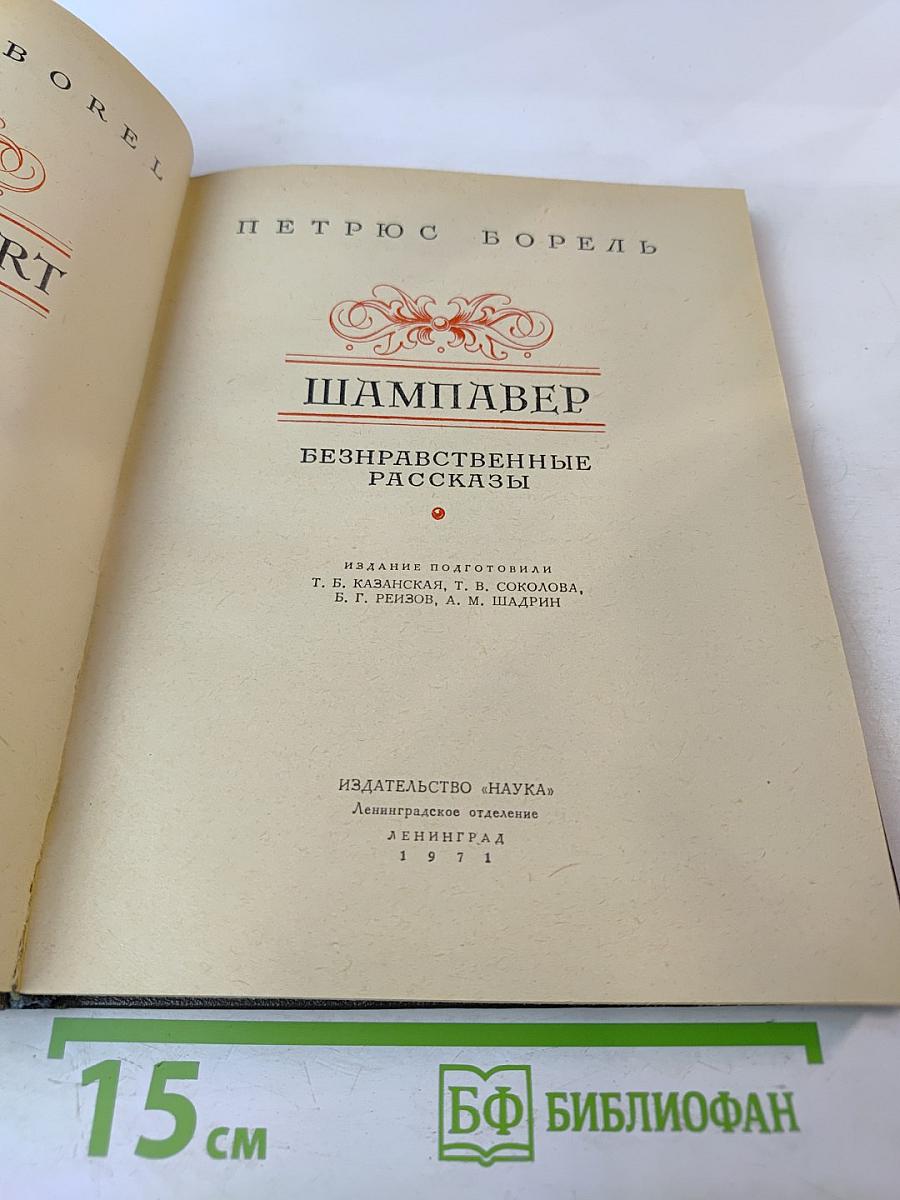 BOREL
RT
ПЕТРЮС БОРЕЛЬ
ШАМПАВЕР
БЕЗНРАВСТВЕННЫЕ
РАССКАЗЫ
ИЗДАНИЕ ПОДГОТОВИЛИ
Т. Б. КАЗАНСКАЯ, Т. В. СОКОЛОВА,
Б. Г. РЕИЗОВ, А. М. ШАДРИН
ИЗДАТЕЛЬСТВО «НАУКА»
Ленинградское отделение
ЛЕНИНГРАД
1971
15 см
БФ БИБЛИОФАН